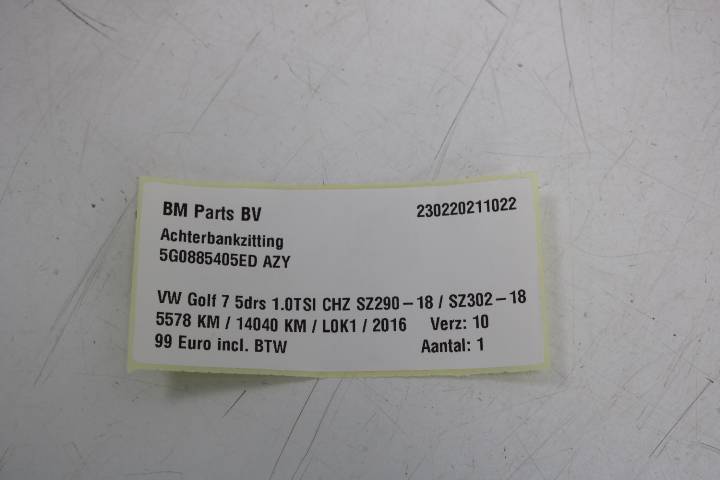 BM Parts BV 230220211022
Achterbankzitting
5G0885405ED AZY
VW Golf 7 5drs 1.0TSI CHZ SZ290-18 / SZ302-18
5578 KM / 14040 KM / L0K1 / 2016 Verz: 10
99 Euro incl. BTW Aantal: 1